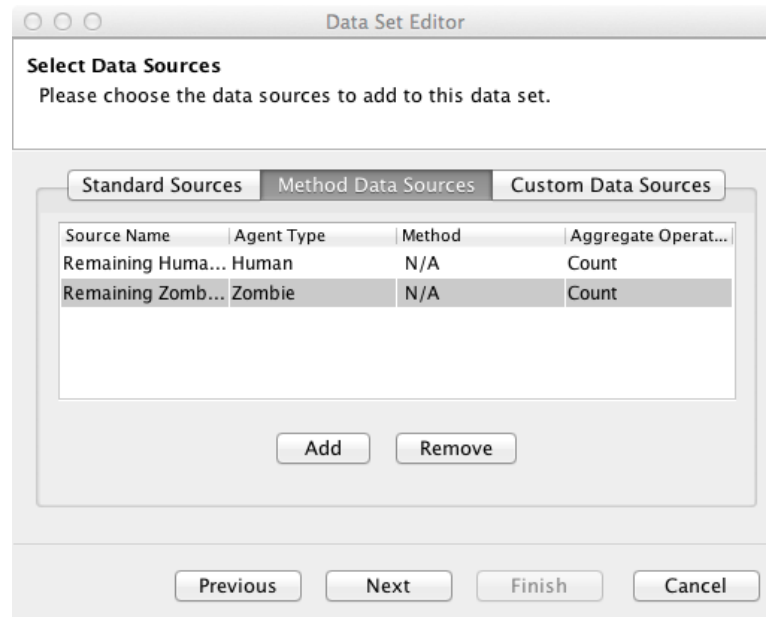 Data Set Editor
Select Data Sources
Please choose the data sources to add to this data set.
Standard Sources Method Data Sources Custom Data Sources
Source Name Agent Type Method Aggregate Operat...
Remaining Huma... Human N/A Count
Remaining Zomb... Zombie N/A Count
Add Remove
Previous Next Finish Cancel